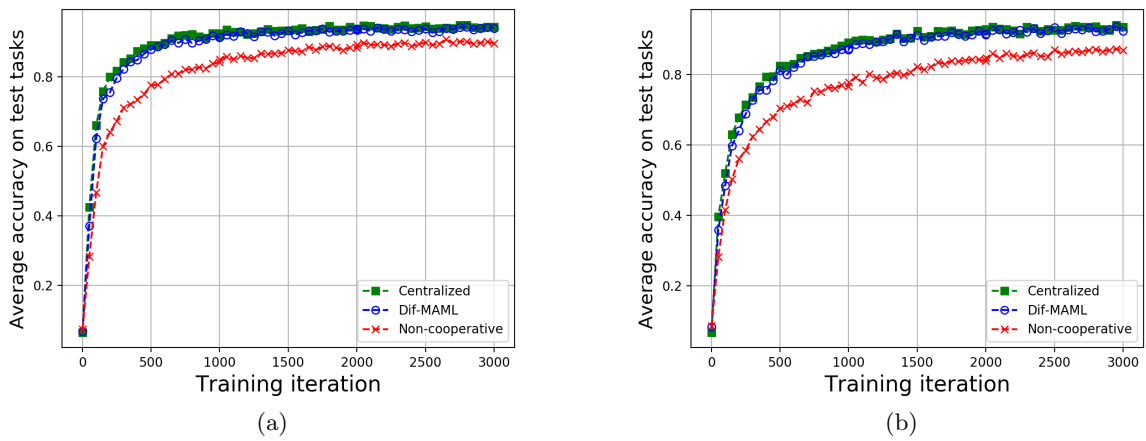 Average accuracy on test tasks
0.8
0.6
0.4
0.2
Centralized
Dif-MAML
Non-cooperative
0 500 1000 1500 2000 2500 3000
Training iteration
(a)
Average accuracy on test tasks
0.8
0.6
0.4
0.2
Centralized
Dif-MAML
Non-cooperative
0 500 1000 1500 2000 2500 3000
Training iteration
(b)